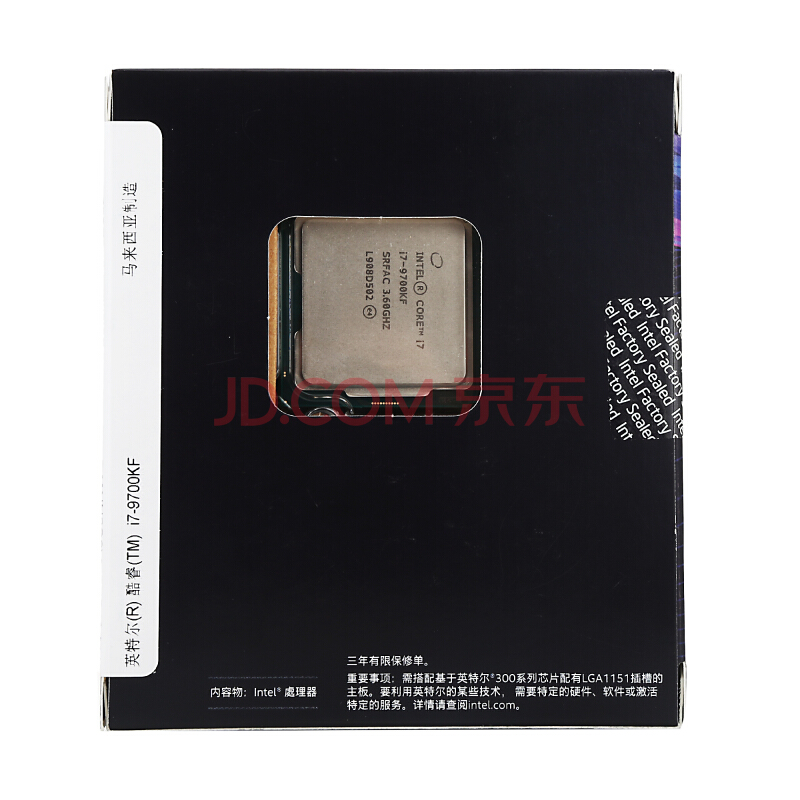 马来西亚制造
英特尔(R) 酷睿(TM) i7-9700KF
INTEL® CORE™ i7
i7-9700KF
SRFAC 3.60GHZ
L908D502
JD.COM 京东
el Factory Sealed
led Intel Factory
Factory Sealed
led Intel Factory
Factory Sealed
led Int
三年有限保修单。
重要事项：需搭配基于英特尔®300系列芯片配有LGA1151插槽的
主板。要利用英特尔的某些技术，需要特定的硬件、软件或激活
特定的服务。详情请查阅intel.com。
内容物：Intel® 處理器